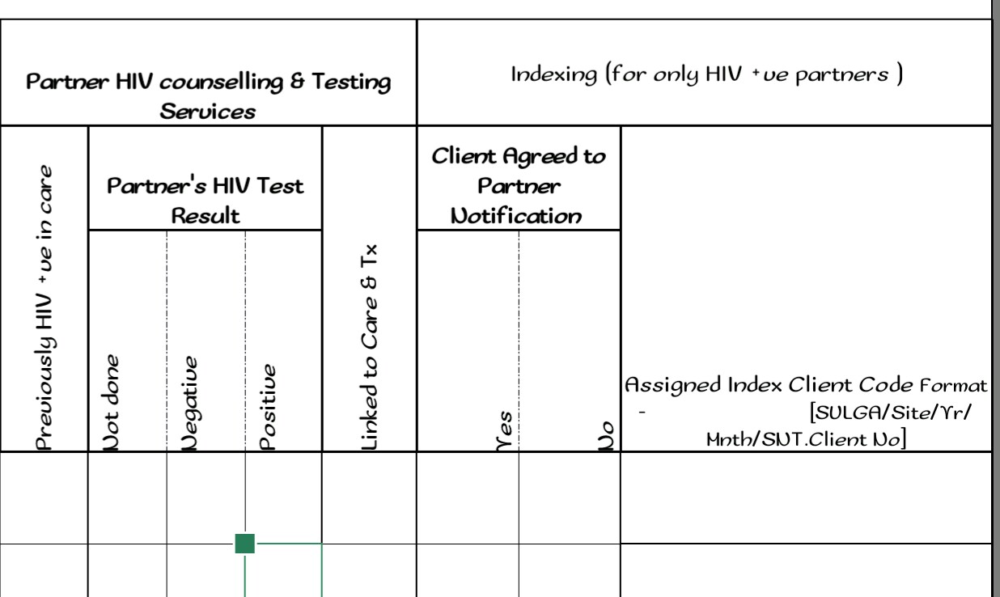 Partner HIV counselling & Testing
Services
Indexing (for only HIV +ve partners )
Previously HIV +ve in care
Partner's HIV Test
Result
Not done
Negative
Positive
Linked to Care & Tx
Client Agreed to
Partner
Notification
Yes
No
Assigned Index Client Code Format
- [SULGA/Site/Yr/
Mnth/SNT.Client No]